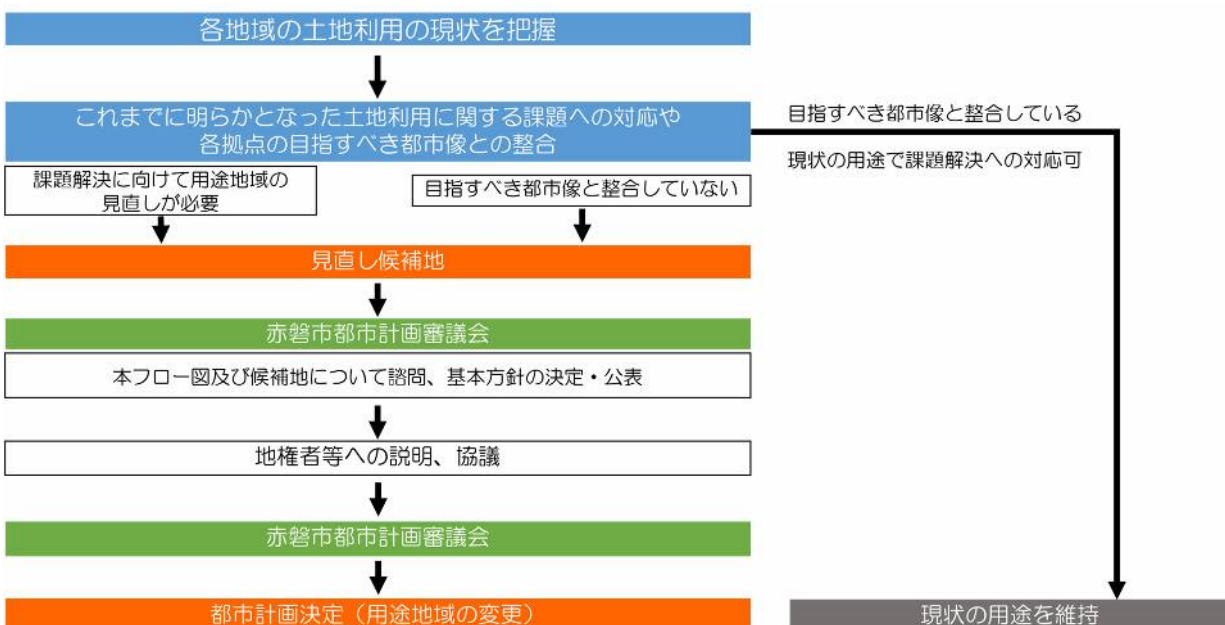 各地域の土地利用の現状を把握
これまでに明らかとなった土地利用に関する課題への対応や
各拠点の目指すべき都市像との整合
目指すべき都市像と整合している
現状の用途で課題解決への対応可
課題解決に向けて用途地域の
見直しが必要
目指すべき都市像と整合していない
見直し候補地
赤磐市都市計画審議会
本フロー図及び候補地について諮問、基本方針の決定・公表
地権者等への説明、協議
赤磐市都市計画審議会
都市計画決定（用途地域の変更）
現状の用途を維持